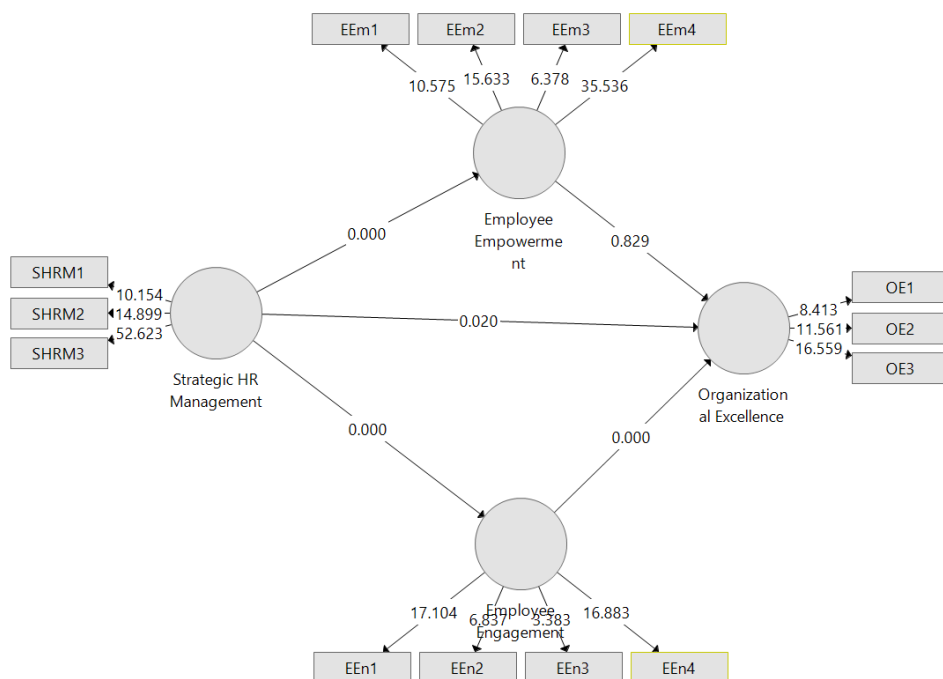 EEm1 EEm2 EEm3 EEm4
10.575 15.633 6.378 35.536
Employee
Empowerme
nt
0.000
0.829
SHRM1
SHRM2
SHRM3
10.154
14.899
52.623
Strategic HR
Management
0.020
OE1
OE2
OE3
8.413
11.561
16.559
Organization
al Excellence
0.000
0.000
17.104 6.837 3.383 16.883
Employee
Engagement
EEn1 EEn2 EEn3 EEn4